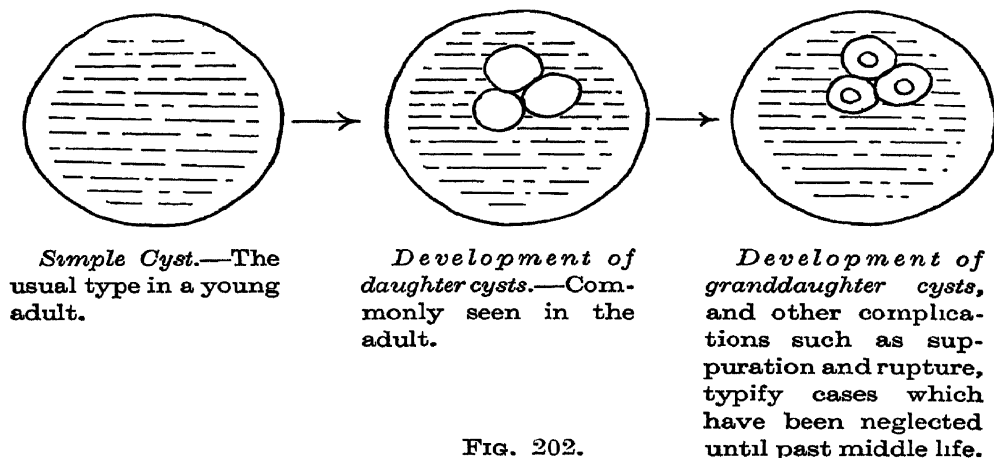 Simple Cyst.—The
usual type in a young
adult.
Development of
daughter cysts.—Com-
monly seen in the
adult.
Development of
granddaughter cysts,
and other complica-
tions such as sup-
puration and rupture,
typify cases which
have been neglected
until past middle life.
FIG. 202.